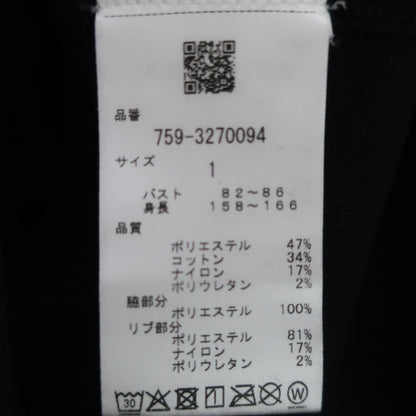 品番
759-3270094
サイズ
1
バスト 82〜86
身長 158〜166
品質
ポリエステル 47%
コットン 34%
ナイロン 17%
ポリウレタン 2%
脇部分
ポリエステル 100%
リブ部分
ポリエステル 81%
ナイロン 17%
ポリウレタン 2%
30 W